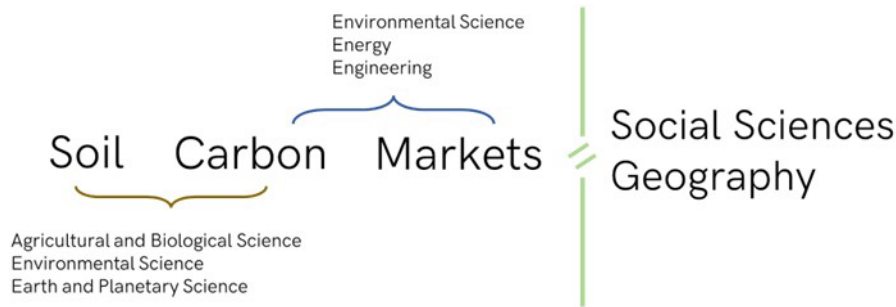 Environmental Science
Energy
Engineering
Soil Carbon Markets
Social Sciences
Geography
Agricultural and Biological Science
Environmental Science
Earth and Planetary Science